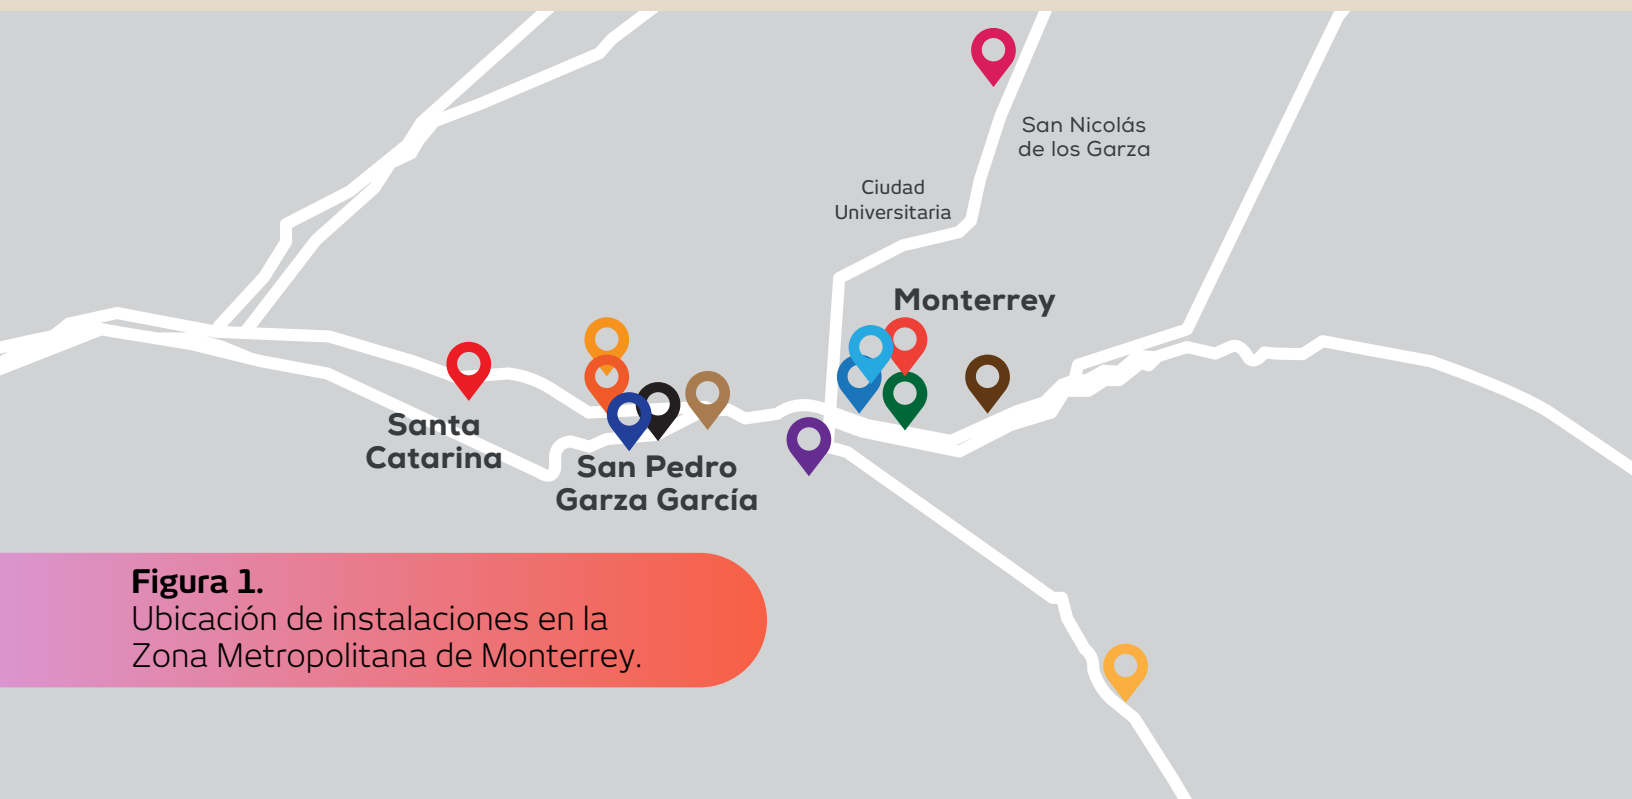 San Nicolás
de los Garza
Ciudad
Universitaria
Monterrey
Santa
Catarina
San Pedro
Garza García
Figura 1.
Ubicación de instalaciones en la
Zona Metropolitana de Monterrey.